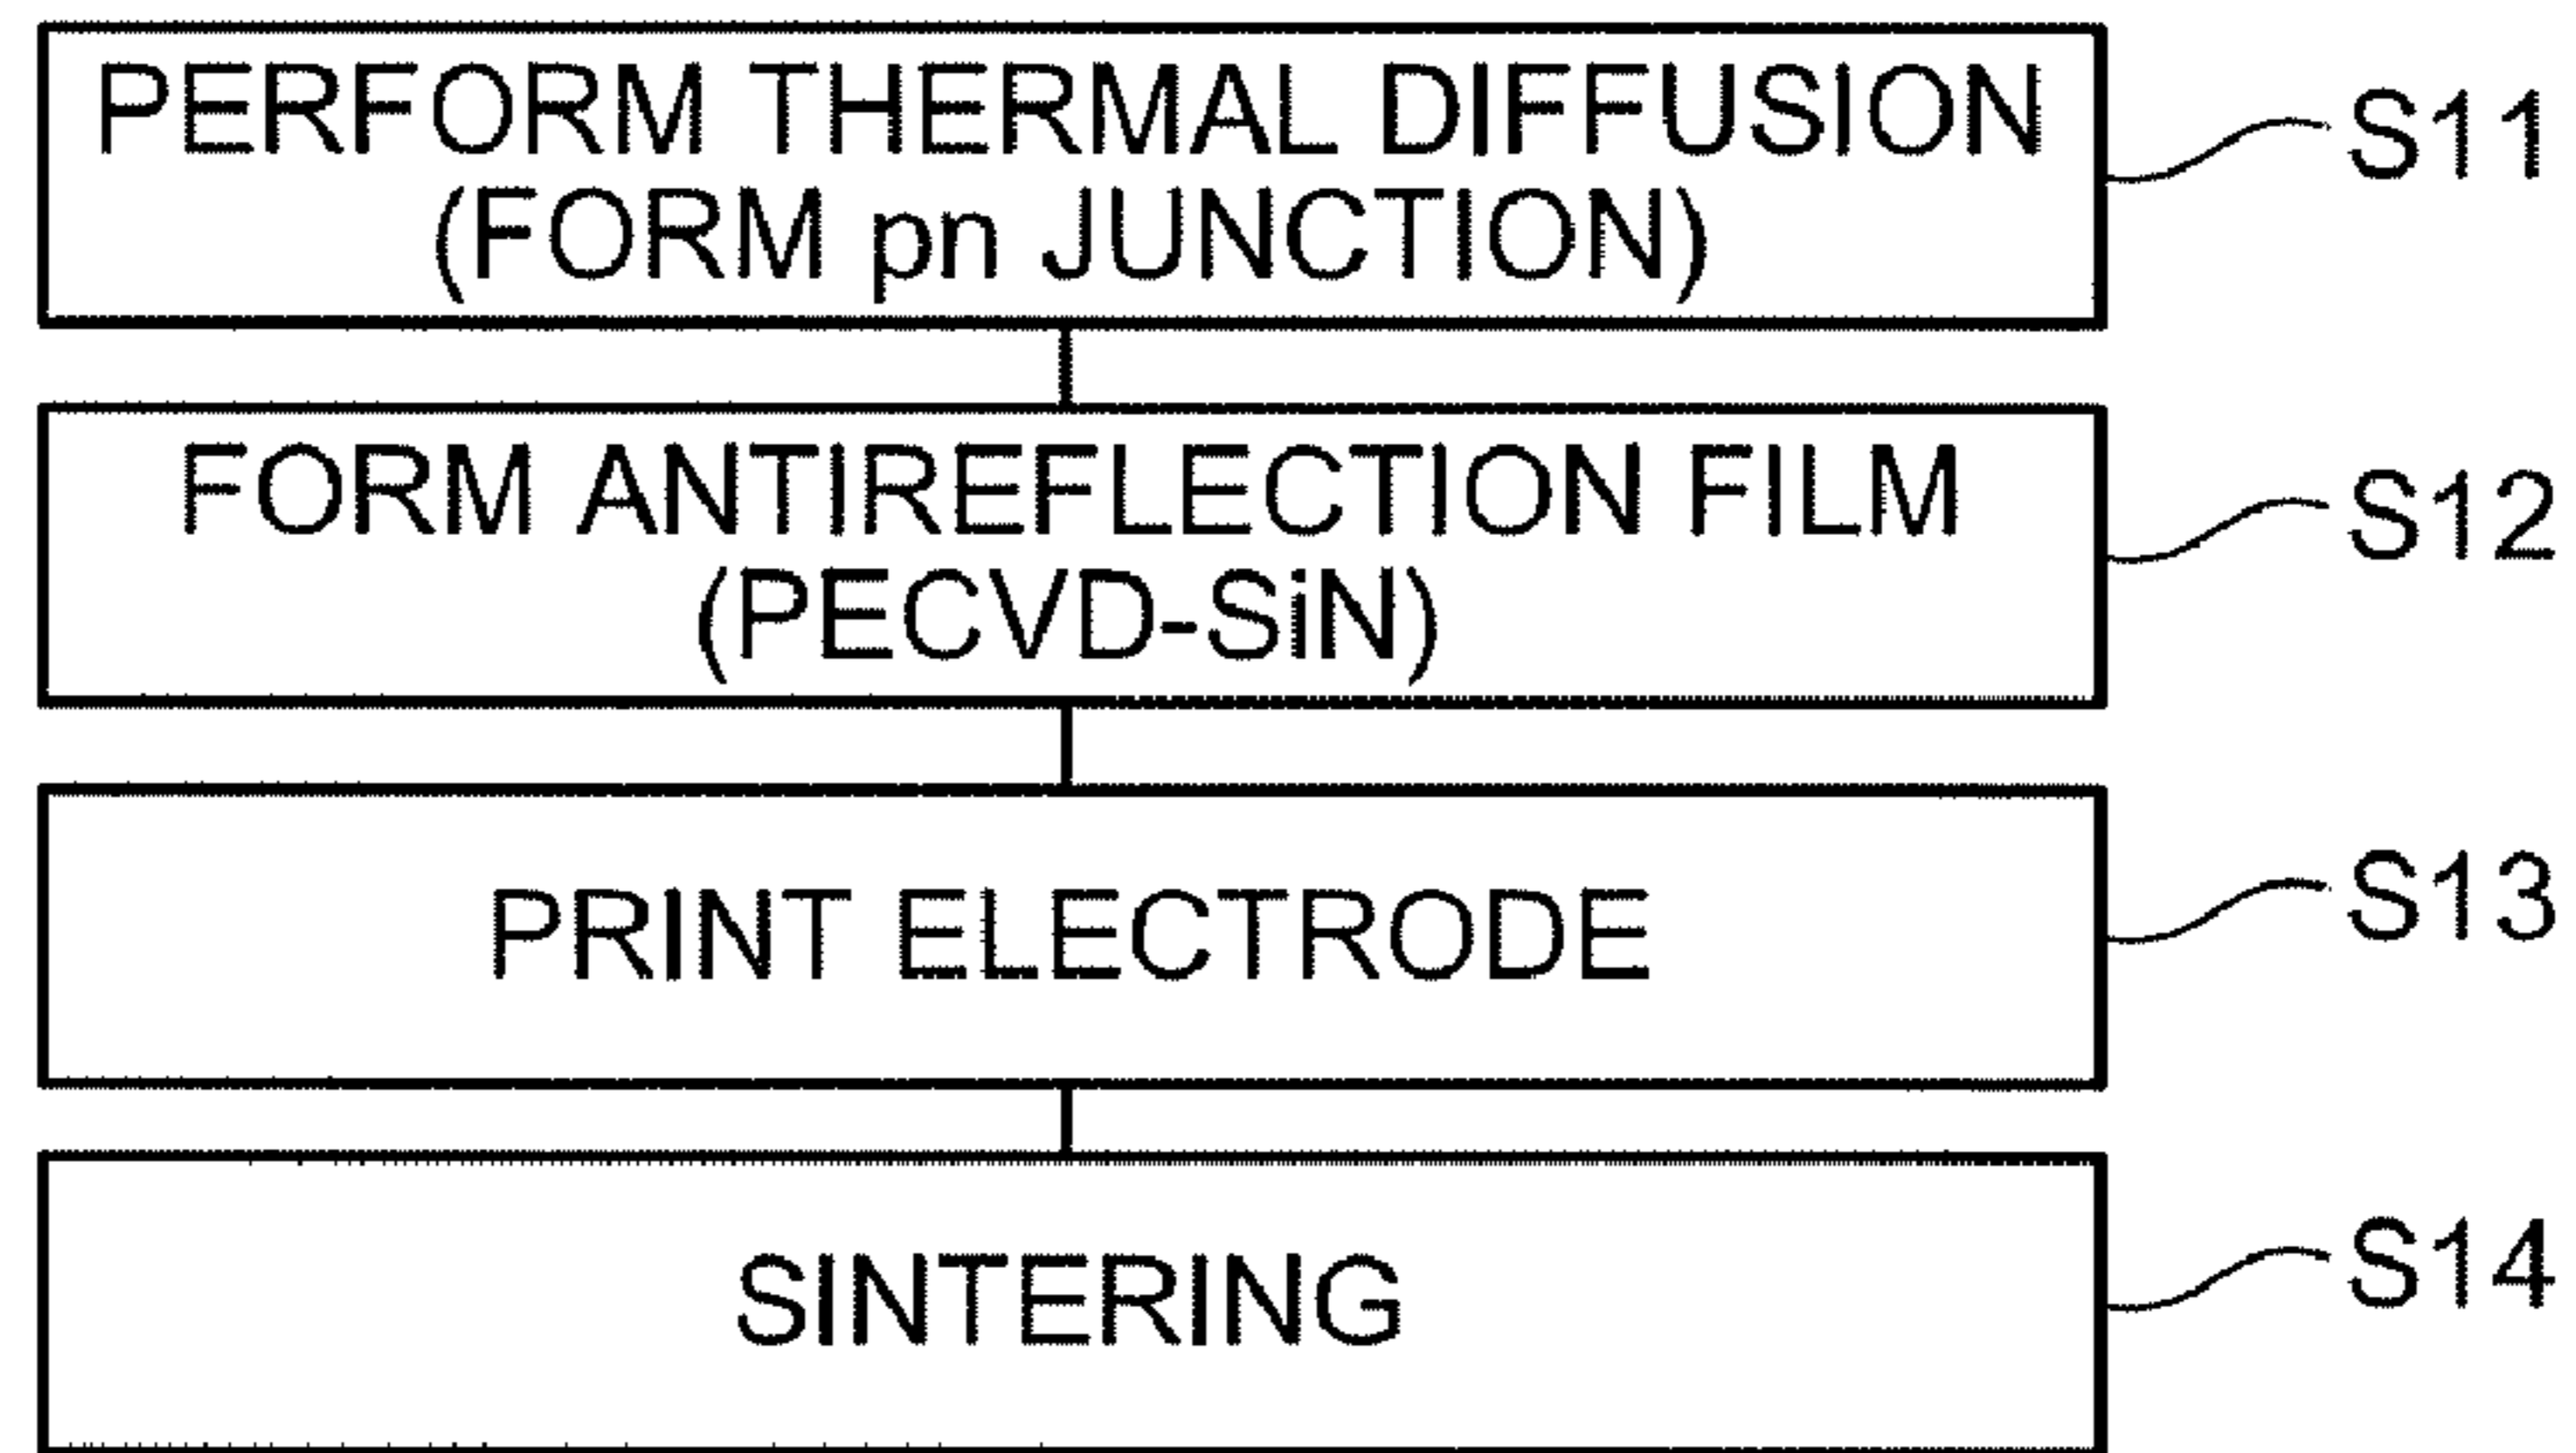 PERFORM THERMAL DIFFUSION
(FORM pn JUNCTION)
S11
FORM ANTIREFLECTION FILM
(PECVD-SiN)
S12
PRINT ELECTRODE
S13
SINTERING
S14